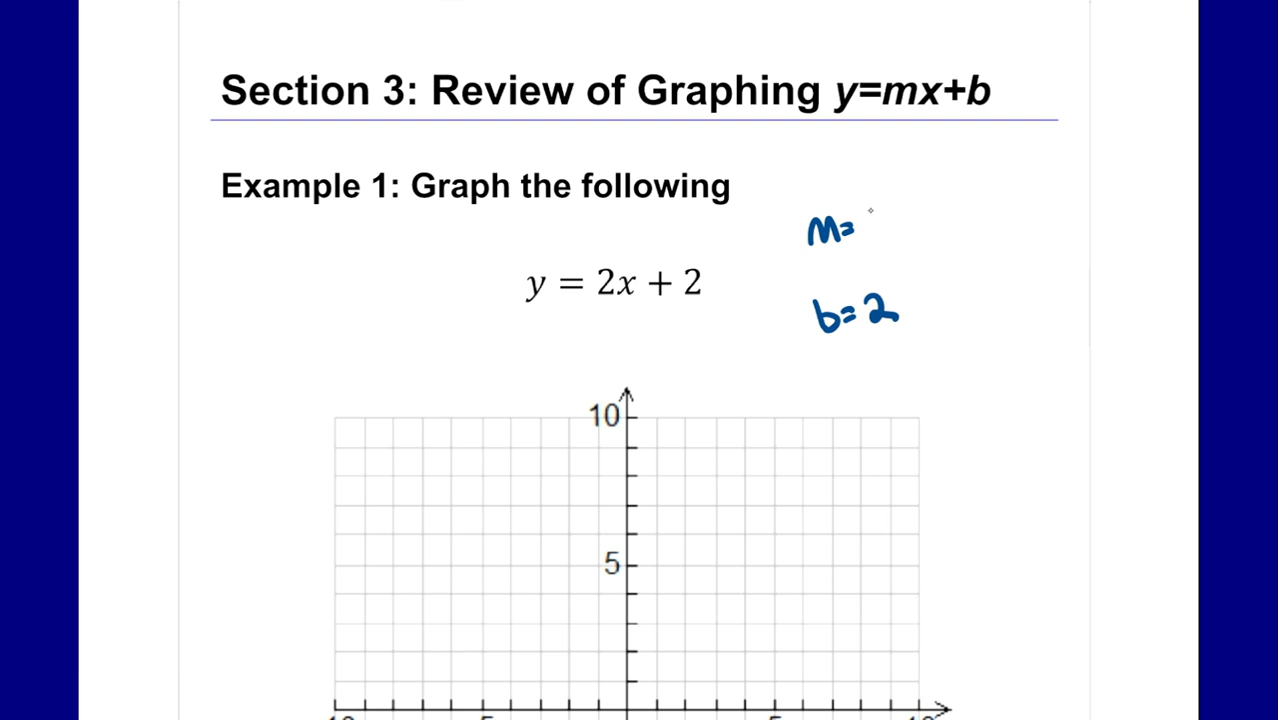 Section 3: Review of Graphing y=mx+b
Example 1: Graph the following
m=
y = 2x + 2
b=2
10
5